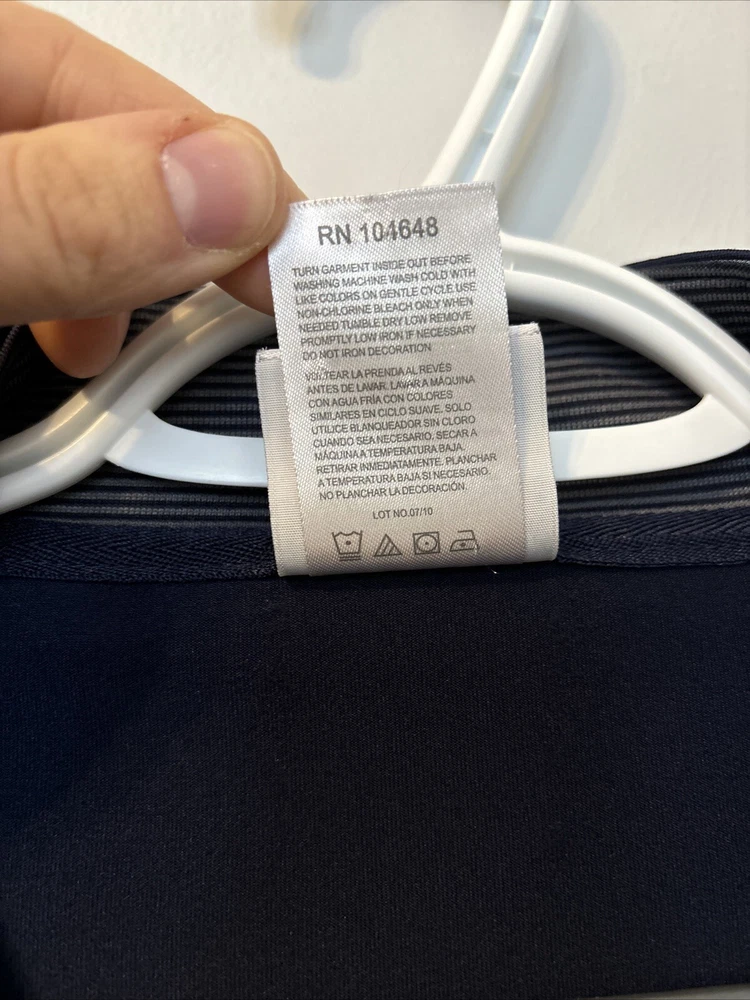 RN 104648
TURN GARMENT INSIDE OUT BEFORE
WASHING MACHINE WASH COLD WITH
LIKE COLORS ON GENTLE CYCLE. USE
NON-CHLORINE BLEACH ONLY WHEN
NEEDED TUMBLE DRY LOW REMOVE
PROMPTLY LOW IRON IF NECESSARY
DO NOT IRON DECORATION.
VOLTEAR LA PRENDA AL REVÉS
ANTES DE LAVAR. LAVAR A MÁQUINA
CON AGUA FRÍA CON COLORES
SIMILARES EN CICLO SUAVE. SOLO
UTILICE BLANQUEADOR SIN CLORO
CUANDO SEA NECESARIO. SECAR A
MÁQUINA A TEMPERATURA BAJA.
RETIRAR INMEDIATAMENTE. PLANCHAR
A TEMPERATURA BAJA SI NECESARIO.
NO PLANCHAR LA DECORACIÓN.
LOT NO.07/10